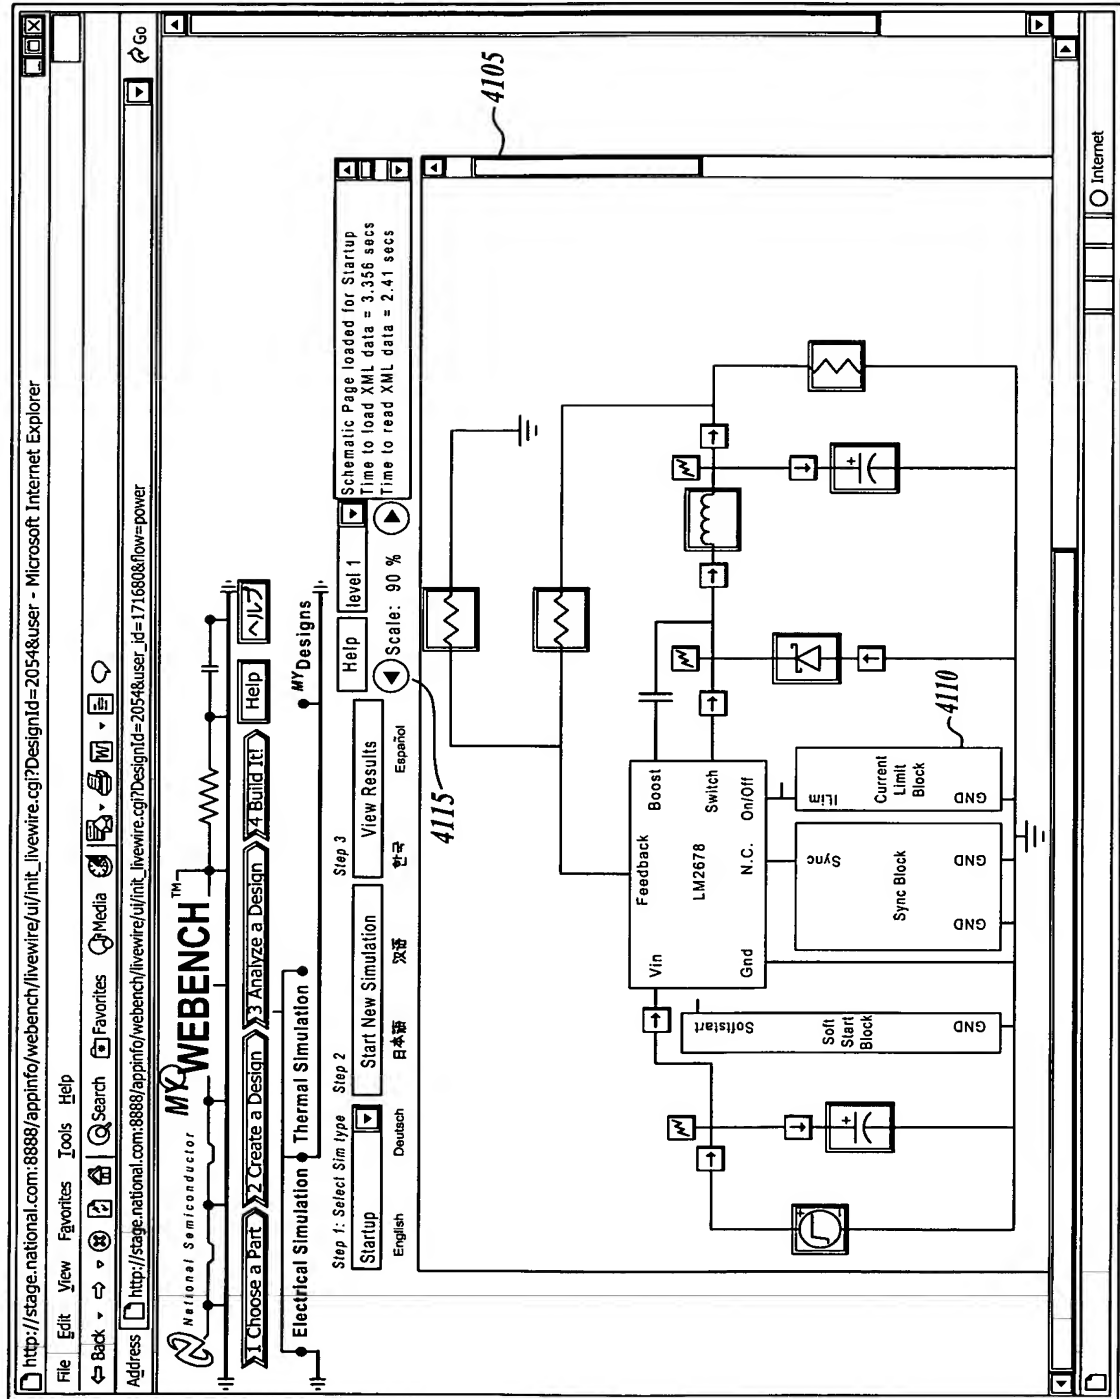 http://stage.national.com:8888/appinfo/webench/livewire/ui/init_livewire.cgi?DesignId=2054&user - Microsoft Internet Explorer
File Edit View Favorites Tools Help
Back Search Favorites Media
Address http://stage.national.com:8888/appinfo/webench/livewire/ui/init_livewire.cgi?DesignId=2054&user_id=171680&flow=power Go
National Semiconductor MY WEBENCH™
1 Choose a Part 2 Create a Design 3 Analyze a Design 4 Build It! Help ヘルプ
Electrical Simulation Thermal Simulation MY Designs
Step 1: Select Sim type Step 2 Step 3
Startup Start New Simulation View Results Help level 1
English Deutsch 日本語 汉语 한국 Español
Scale: 90 %
Schematic Page loaded for Startup
Time to load XML data = 3.356 secs
Time to read XML data = 2.41 secs
4115
4105
Feedback
Vin Boost
LM2678
Switch
Gnd N.C. On/Off
Softstart
Soft
Start
Block
GND
Sync
Sync Block
GND GND
ILim
Current
Limit
Block
GND
4110
Internet